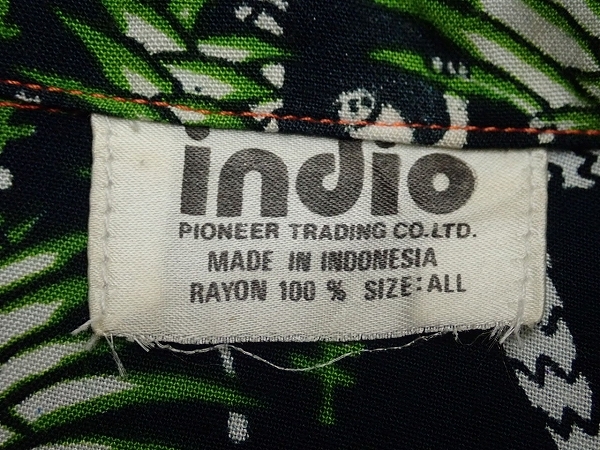 indio
PIONEER TRADING CO.LTD.
MADE IN INDONESIA
RAYON 100 % SIZE: ALL